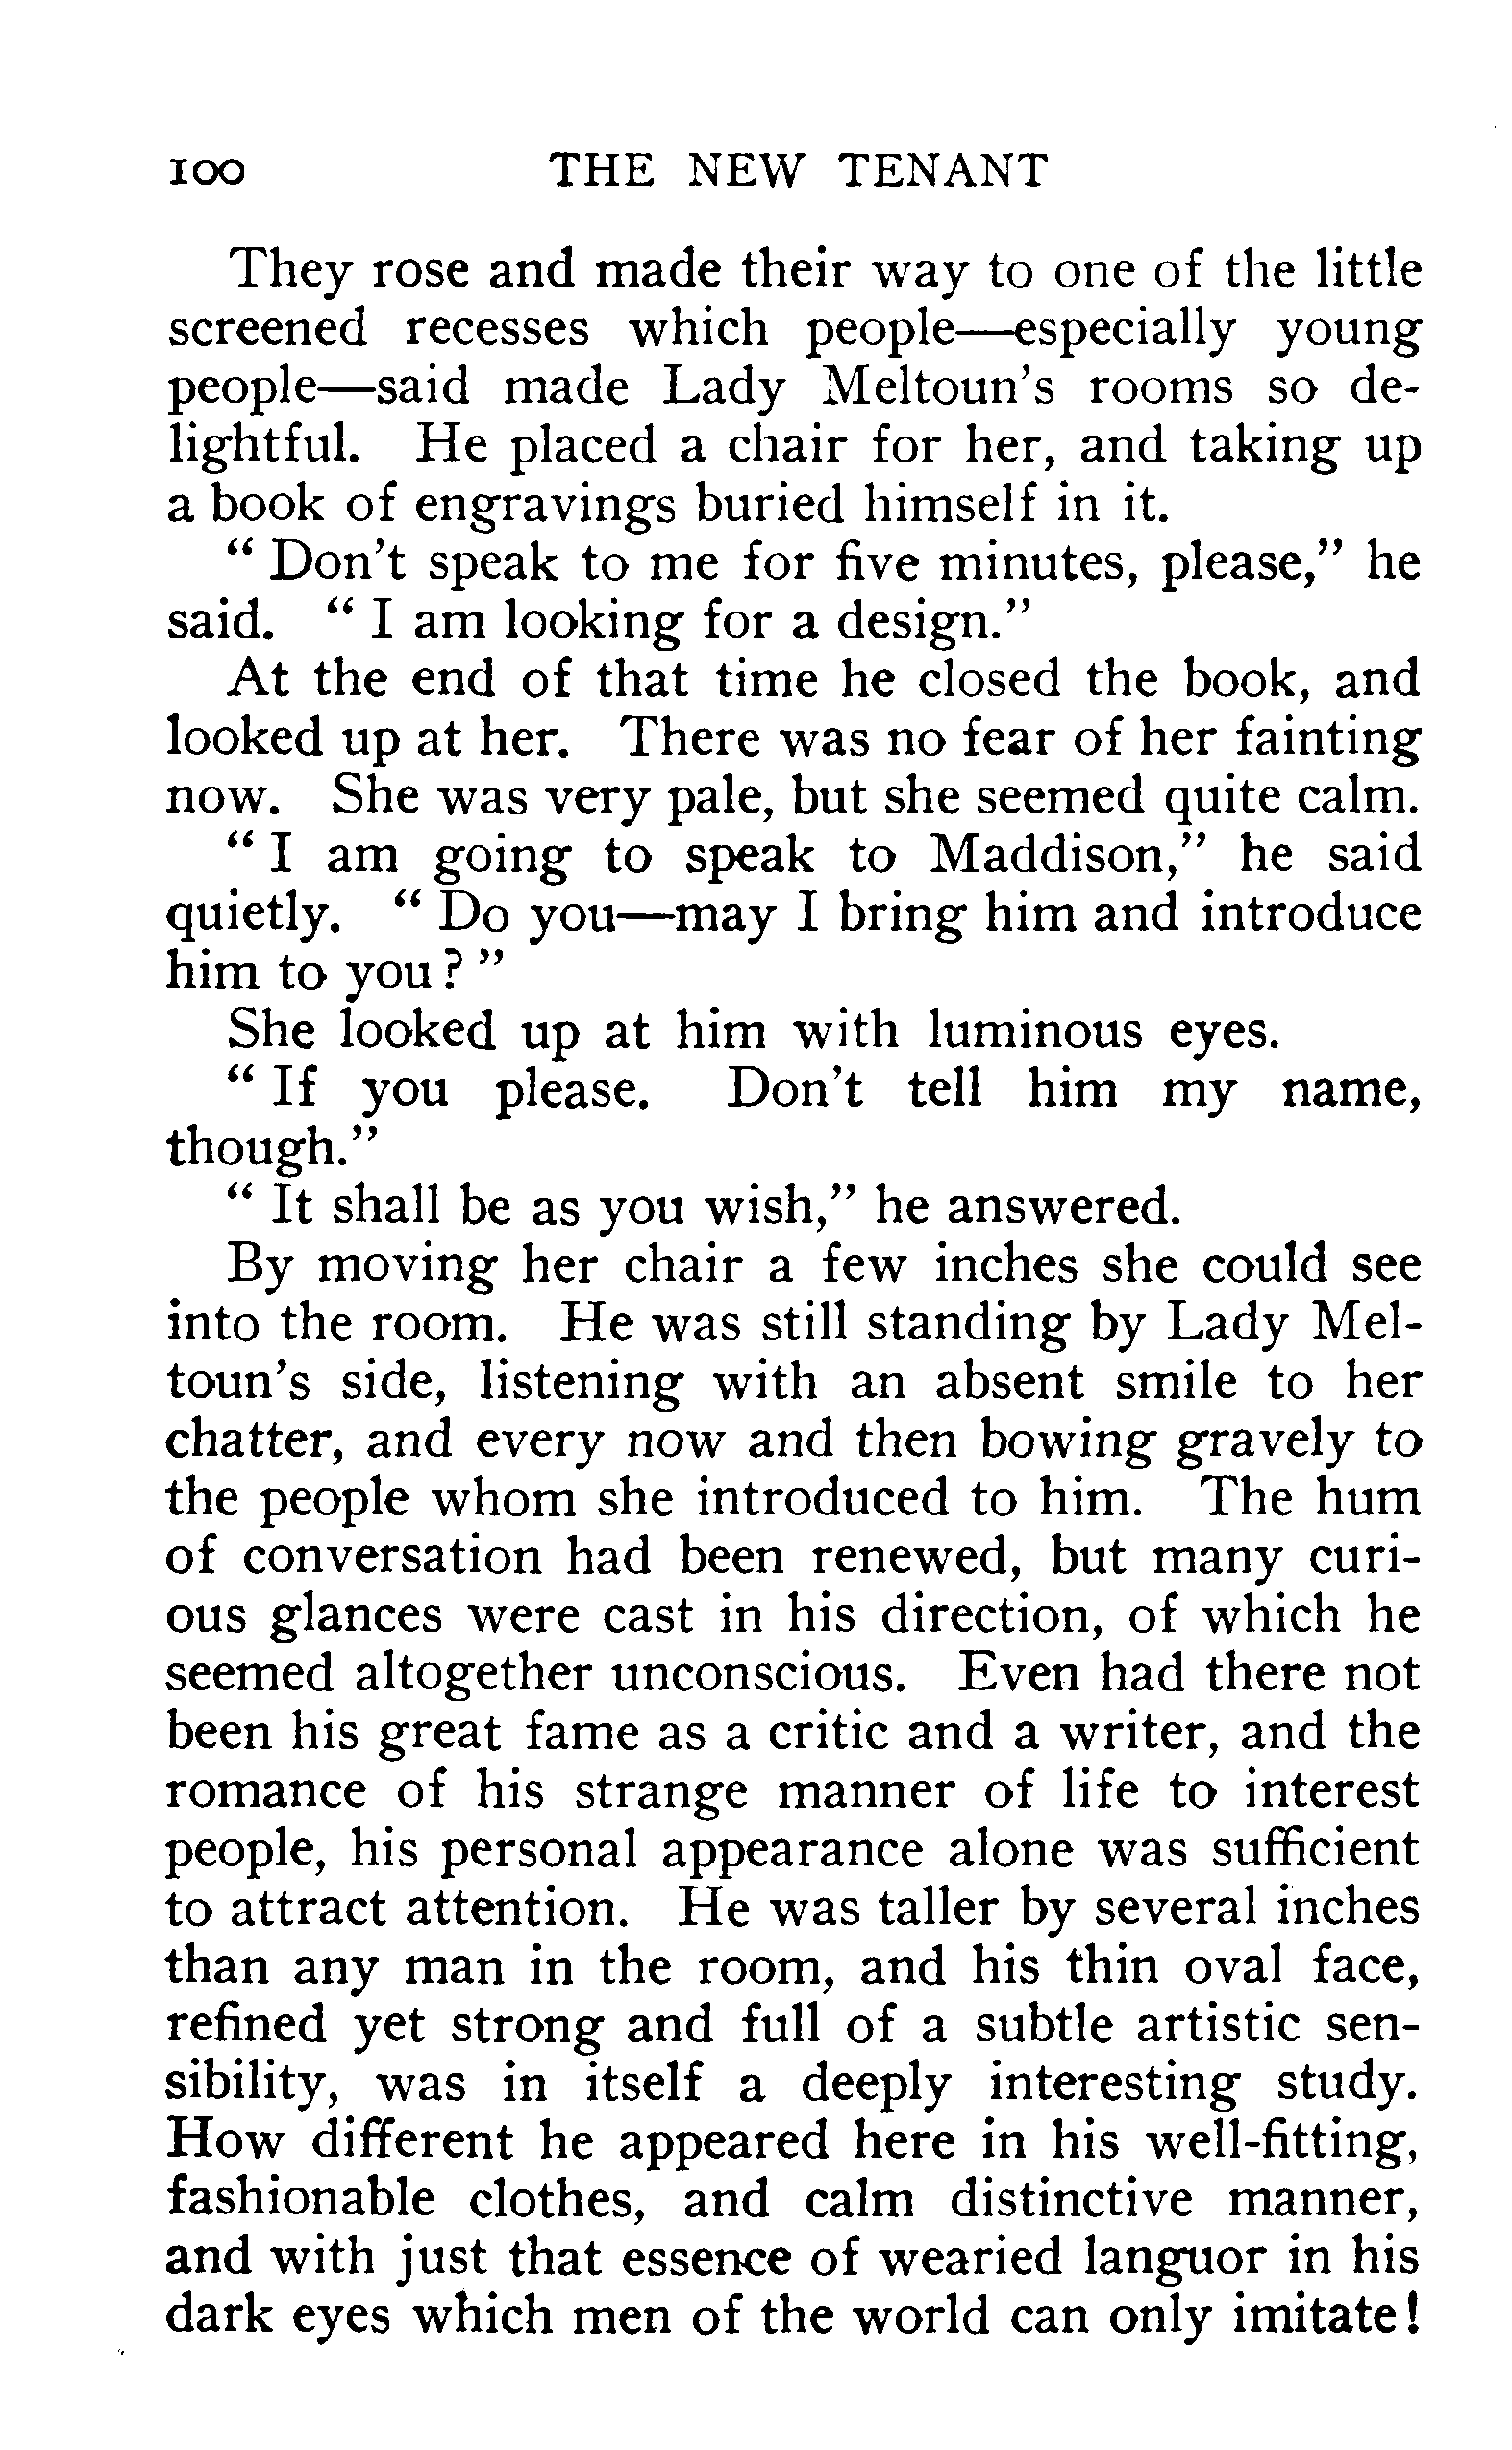 100 THE NEW TENANT
They rose and made their way to one of the little
screened recesses which people—especially young
people—said made Lady Meltoun's rooms so de-
lightful. He placed a chair for her, and taking up
a book of engravings buried himself in it.
“ Don't speak to me for five minutes, please,” he
said. “ I am looking for a design.”
At the end of that time he closed the book, and
looked up at her. There was no fear of her fainting
now. She was very pale, but she seemed quite calm.
“ I am going to speak to Maddison,” he said
quietly. “ Do you—may I bring him and introduce
him to you ? ”
She looked up at him with luminous eyes.
“ If you please. Don't tell him my name,
though.”
“ It shall be as you wish,” he answered.
By moving her chair a few inches she could see
into the room. He was still standing by Lady Mel-
toun's side, listening with an absent smile to her
chatter, and every now and then bowing gravely to
the people whom she introduced to him. The hum
of conversation had been renewed, but many curi-
ous glances were cast in his direction, of which he
seemed altogether unconscious. Even had there not
been his great fame as a critic and a writer, and the
romance of his strange manner of life to interest
people, his personal appearance alone was sufficient
to attract attention. He was taller by several inches
than any man in the room, and his thin oval face,
refined yet strong and full of a subtle artistic sen-
sibility, was in itself a deeply interesting study.
How different he appeared here in his well-fitting,
fashionable clothes, and calm distinctive manner,
and with just that essence of wearied languor in his
dark eyes which men of the world can only imitate!